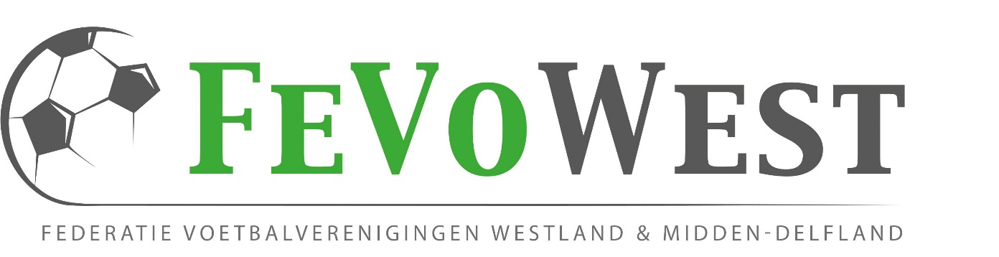 FEVOWEST
FEDERATIE VOETBALVERENIGINGEN WESTLAND & MIDDEN-DELFLAND